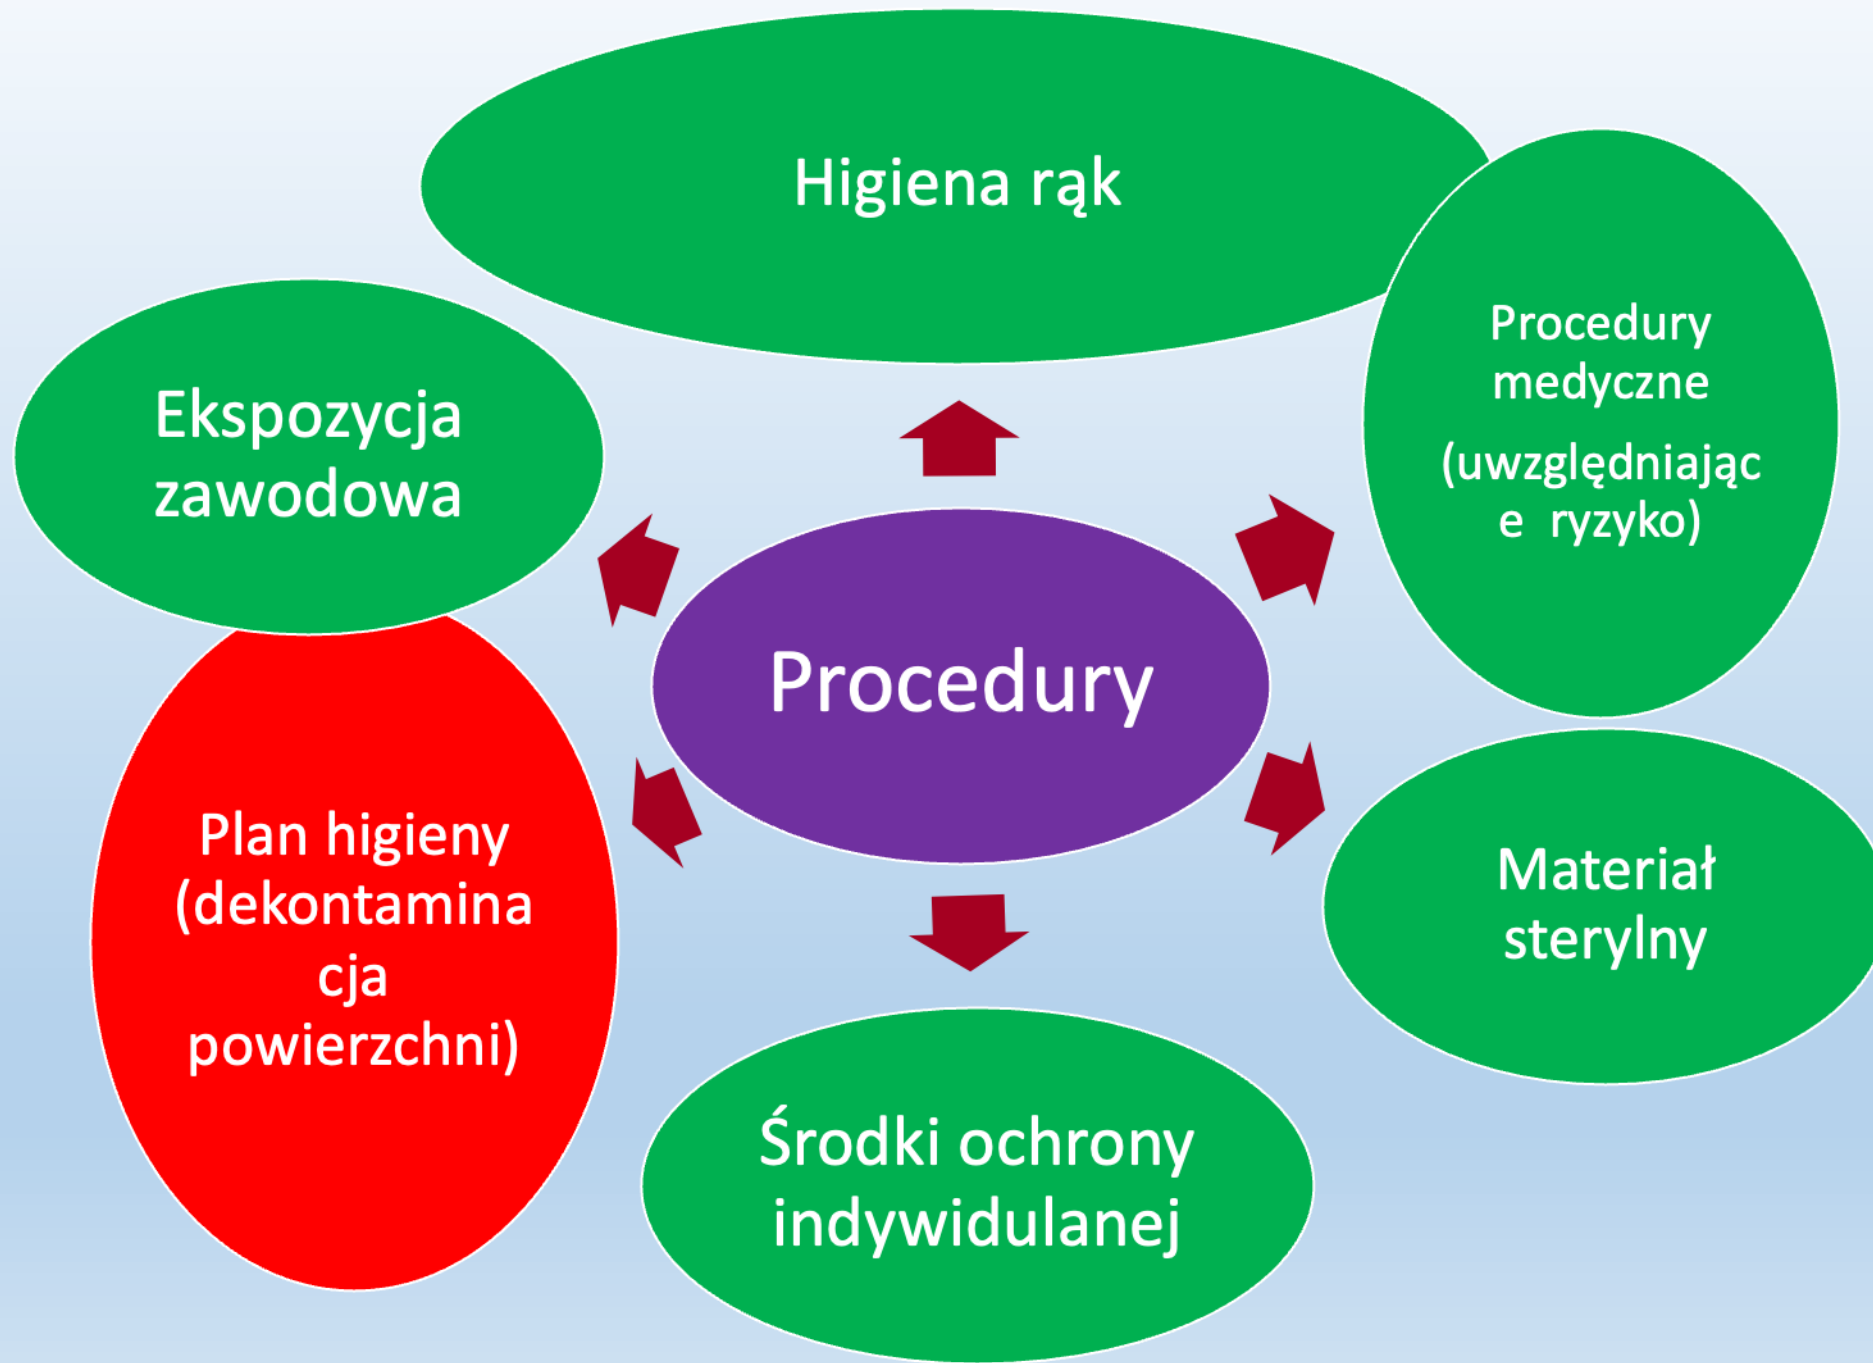 Higiena rąk
Procedury
medyczne
(uwzględniając
e ryzyko)
Ekspozycja
zawodowa
Procedury
Plan higieny
(dekontamina
cja
powierzchni)
Materiał
sterylny
Środki ochrony
indywidulanej